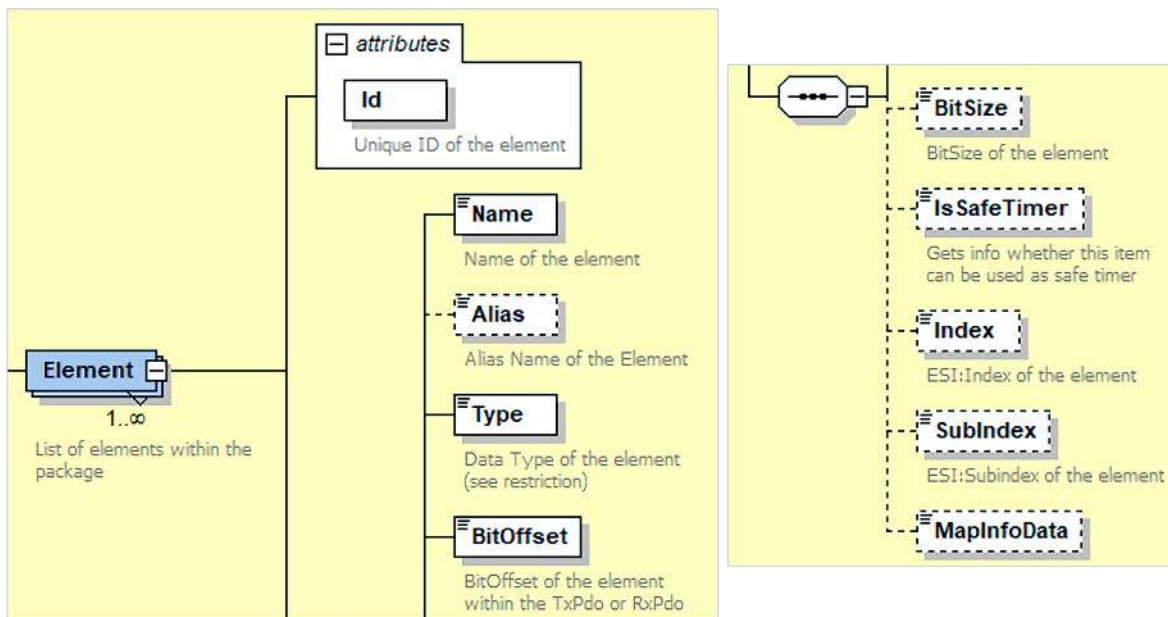 attributes
Id
Unique ID of the element
Name
Name of the element
Alias
Alias Name of the Element
Element
1..∞
List of elements within the
package
Type
Data Type of the element
(see restriction)
BitOffset
BitOffset of the element
within the TxPdo or RxPdo
BitSize
BitSize of the element
IsSafeTimer
Gets info whether this item
can be used as safe timer
Index
ESI:Index of the element
SubIndex
ESI:Subindex of the element
MapInfoData